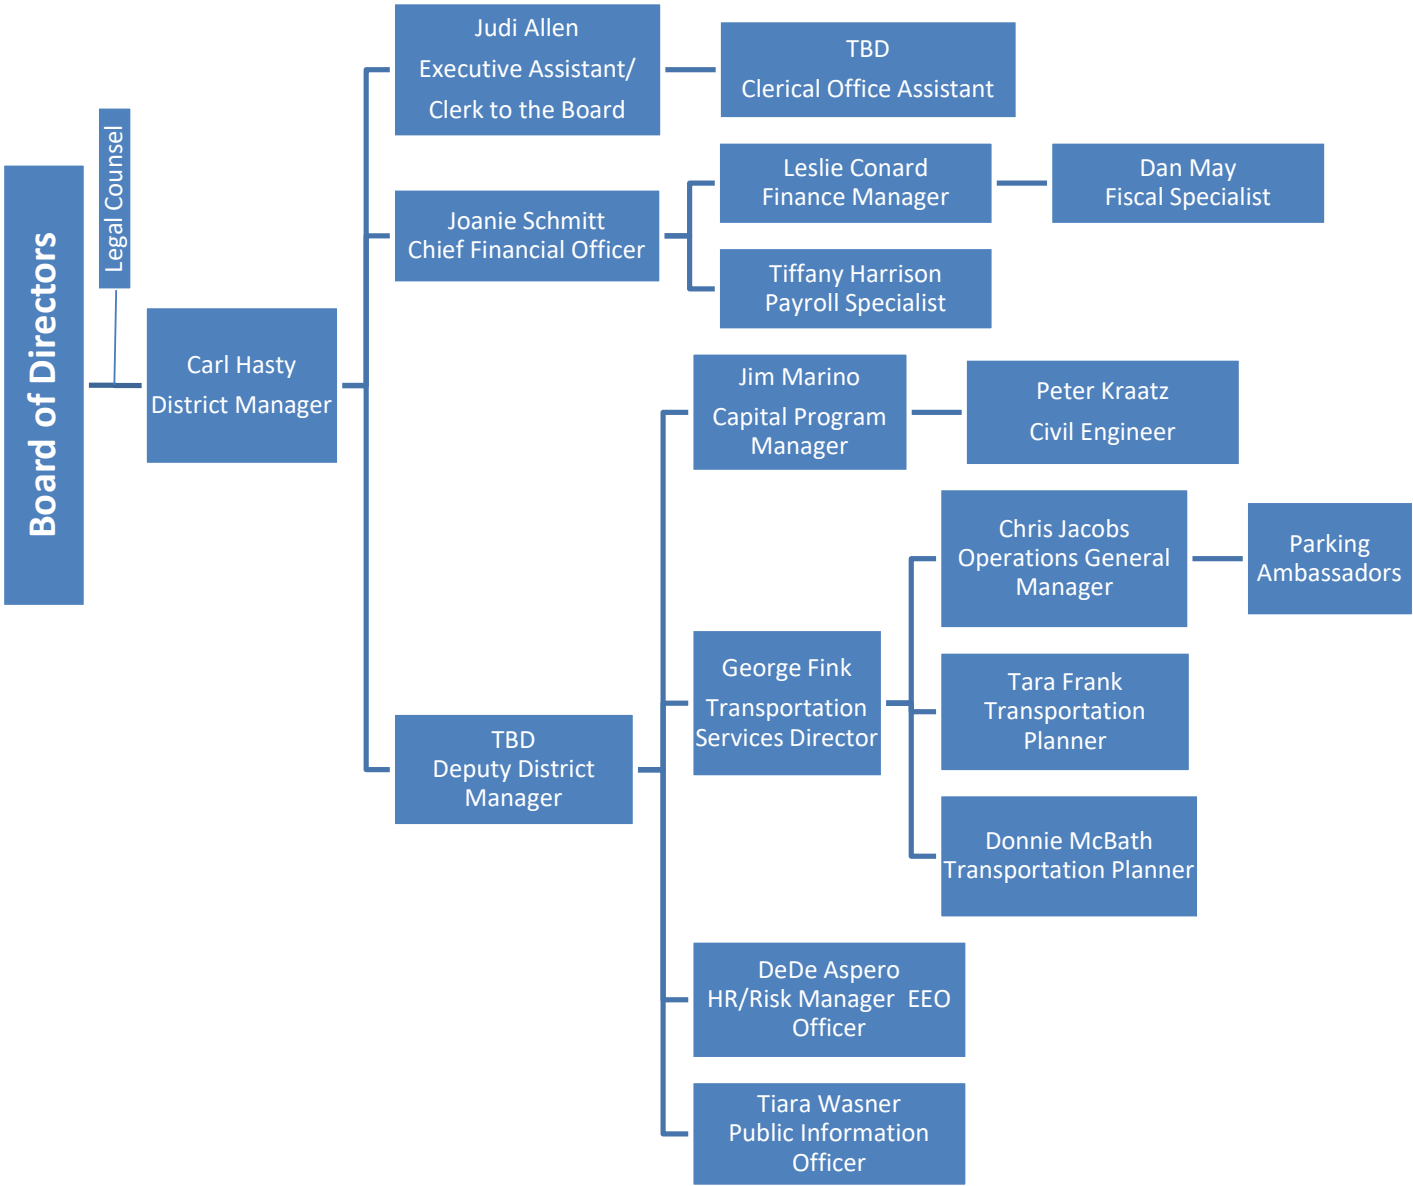 Board of Directors
Legal Counsel
Carl Hasty
District Manager
Judi Allen
Executive Assistant/
Clerk to the Board
TBD
Clerical Office Assistant
Joanie Schmitt
Chief Financial Officer
Leslie Conard
Finance Manager
Dan May
Fiscal Specialist
Tiffany Harrison
Payroll Specialist
TBD
Deputy District
Manager
Jim Marino
Capital Program
Manager
Peter Kraatz
Civil Engineer
George Fink
Transportation
Services Director
Chris Jacobs
Operations General
Manager
Parking
Ambassadors
Tara Frank
Transportation
Planner
Donnie McBath
Transportation Planner
DeDe Aspero
HR/Risk Manager  EEO
Officer
Tiara Wasner
Public Information
Officer